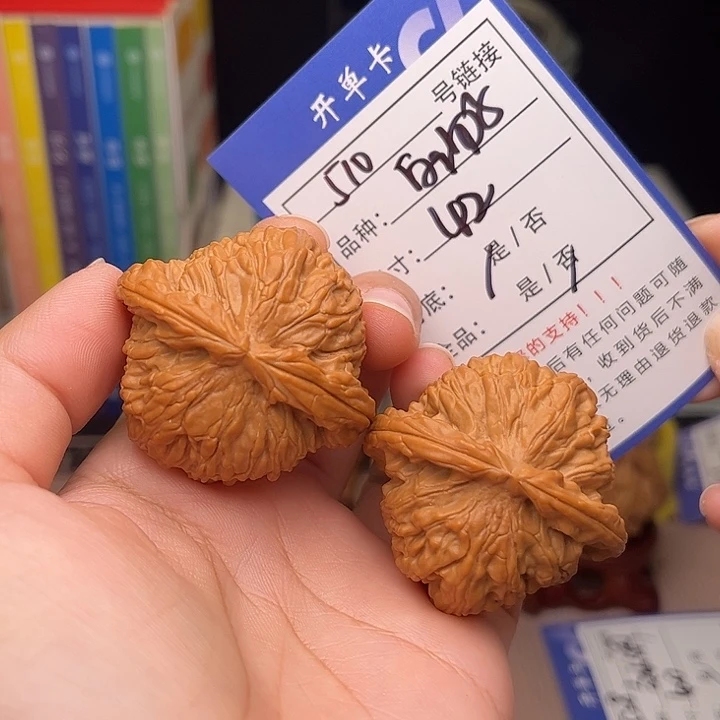 开单卡
510 号链接
品种：
寸：42
底： 是/否
全品： 是/否
的支持！！！
后有任何问题可随
，收到货后不满
无理由退货退款